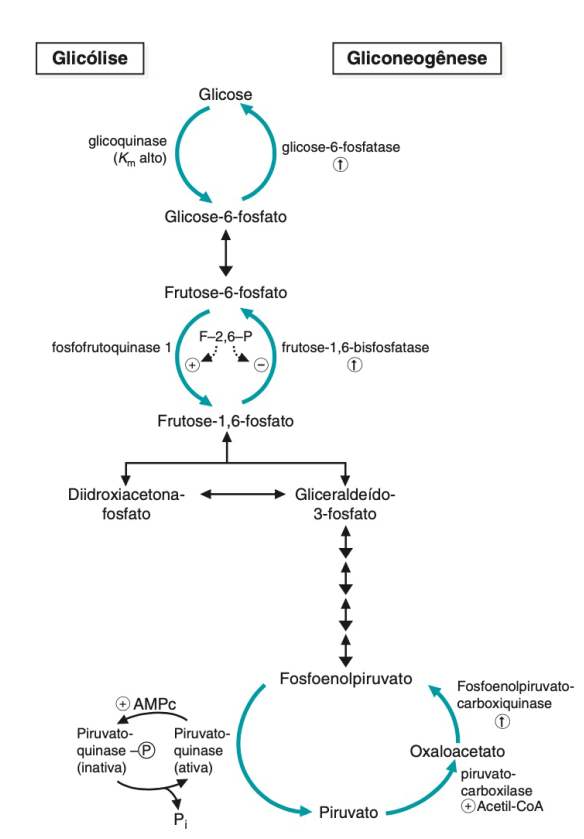 Glicólise
Gliconeogênese
Glicose
glicoquinase
(Km alto)
glicose-6-fosfatase
↑
Glicose-6-fosfato
Frutose-6-fosfato
fosfofrutoquinase 1
F–2,6–P
+
−
frutose-1,6-bisfosfatase
↑
Frutose-1,6-fosfato
Diidroxiacetona-
fosfato
Gliceraldeído-
3-fosfato
Fosfoenolpiruvato
Fosfoenolpiruvato-
carboxiquinase
↑
+ AMPc
Piruvato-
quinase –P
(inativa)
Piruvato-
quinase
(ativa)
Pi
Oxaloacetato
piruvato-
carboxilase
+ Acetil-CoA
Piruvato